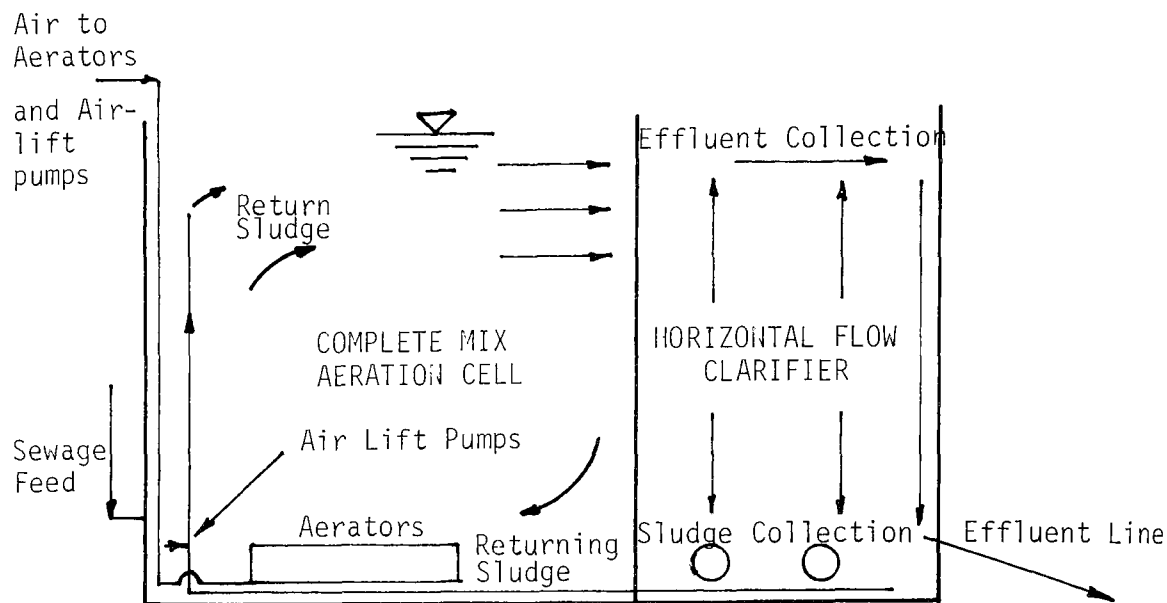 Air to
Aerators
and Air-
lift
pumps
Effluent Collection
Return
Sludge
COMPLETE MIX
AERATION CELL
HORIZONTAL FLOW
CLARIFIER
Air Lift Pumps
Sewage
Feed
Aerators
Returning
Sludge
Sludge Collection
Effluent Line